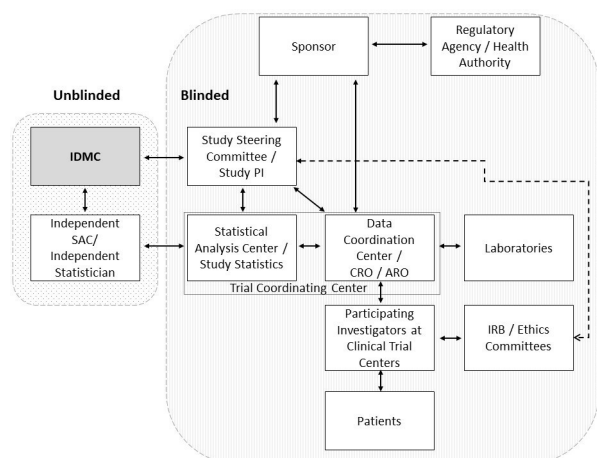 Sponsor
Regulatory
Agency / Health
Authority
Unblinded
Blinded
IDMC
Study Steering
Committee /
Study PI
Independent
SAC/
Independent
Statistician
Statistical
Analysis Center /
Study Statistics
Data
Coordination
Center /
CRO / ARO
Laboratories
Trial Coordinating Center
Participating
Investigators at
Clinical Trial
Centers
IRB / Ethics
Committees
Patients